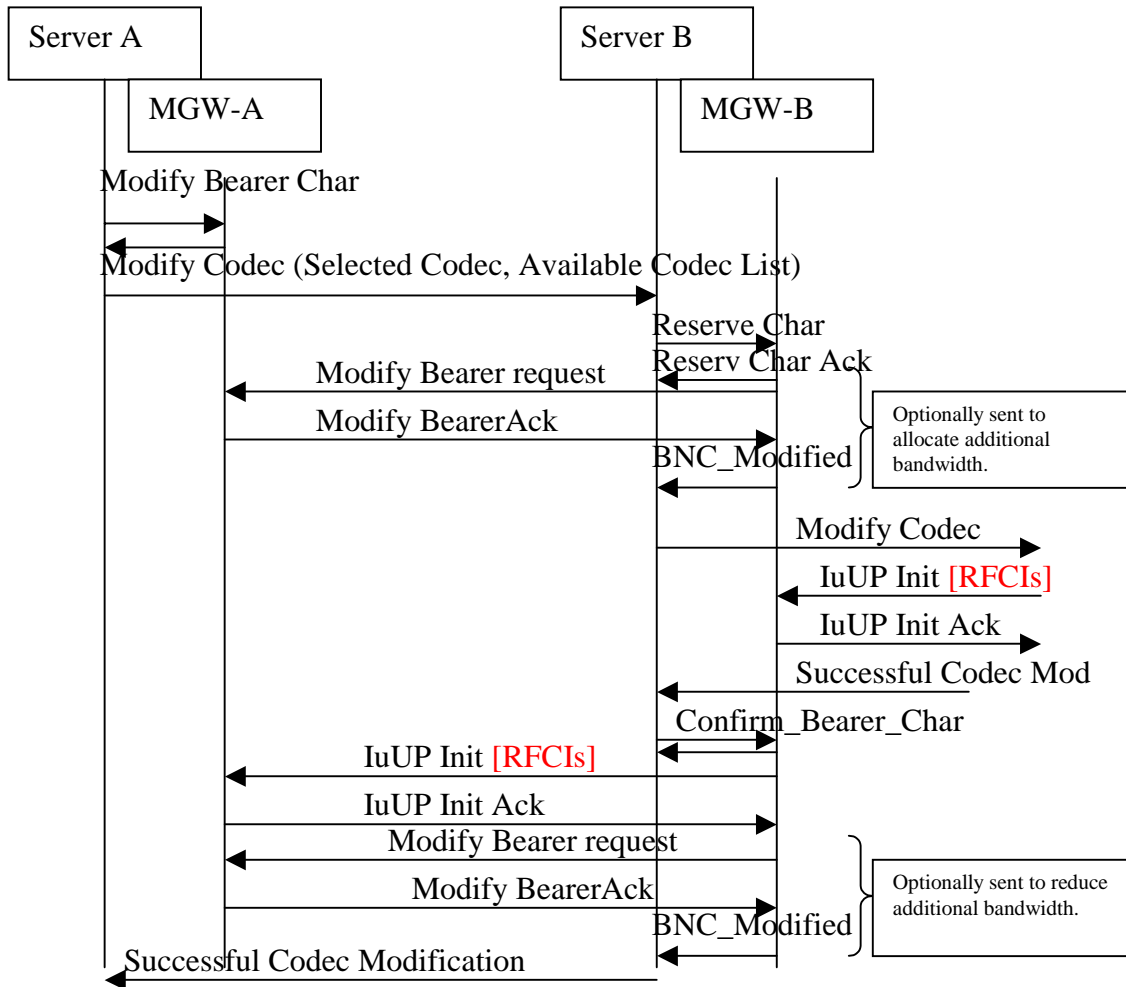 Server A
Server B
MGW-A
MGW-B
Modify Bearer Char
Modify Codec (Selected Codec, Available Codec List)
Reserve Char
Reserv Char Ack
Modify Bearer request
Modify BearerAck
Optionally sent to
allocate additional
bandwidth.
BNC_Modified
Modify Codec
IuUP Init [RFCIs]
IuUP Init Ack
Successful Codec Mod
Confirm_Bearer_Char
IuUP Init [RFCIs]
IuUP Init Ack
Modify Bearer request
Modify BearerAck
Optionally sent to reduce
additional bandwidth.
BNC_Modified
Successful Codec Modification